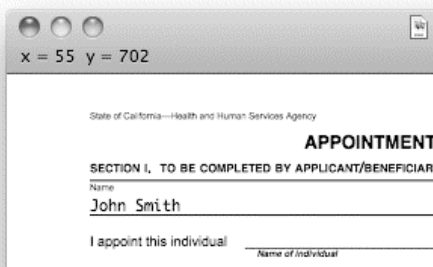 x = 55 y = 702
State of California—Health and Human Services Agency
APPOINTMENT
SECTION I. TO BE COMPLETED BY APPLICANT/BENEFICIAR
Name
John Smith
I appoint this individual
Name of individual